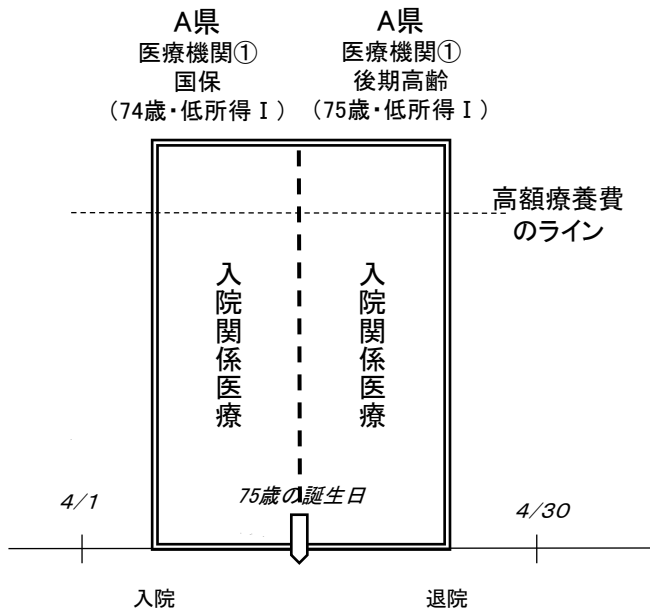 A県
医療機関①
国保
（74歳・低所得Ⅰ）
A県
医療機関①
後期高齢
（75歳・低所得Ⅰ）
高額療養費
のライン
入院関係医療
入院関係医療
75歳の誕生日
4/1
4/30
入院
退院